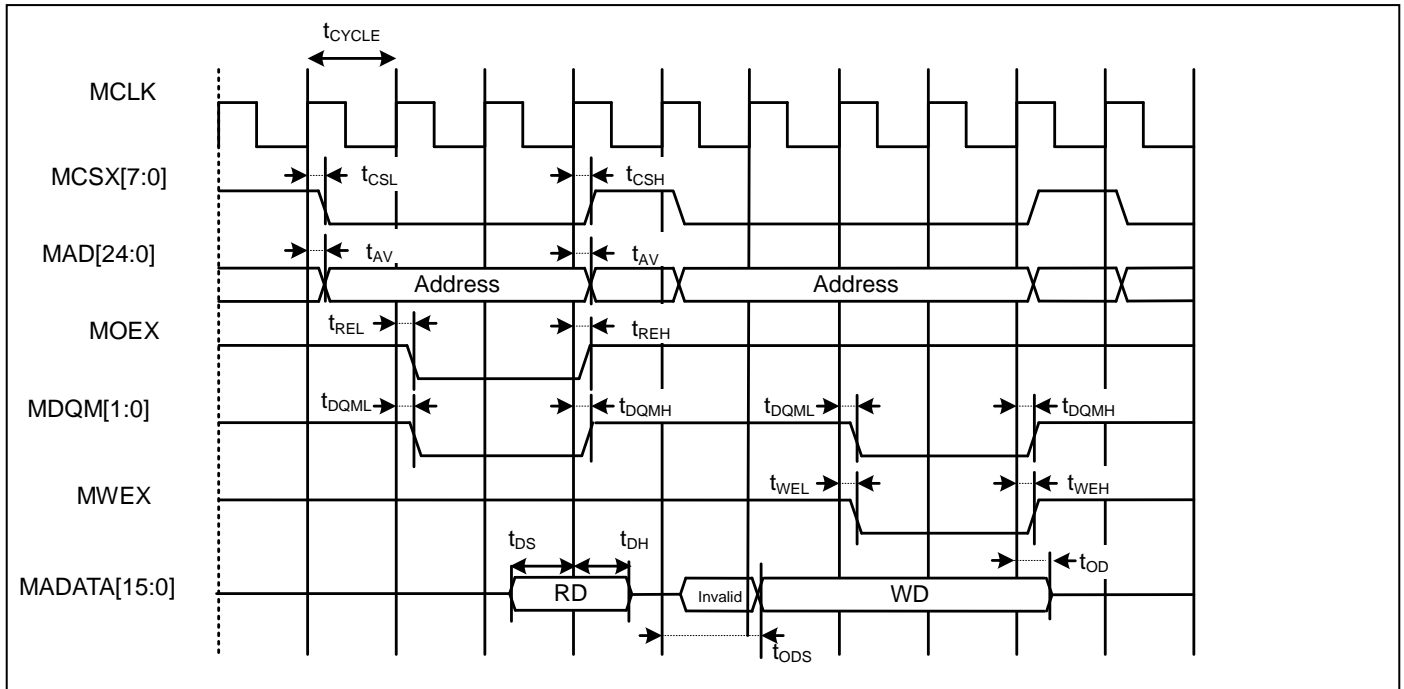 tCYCLE
MCLK
MCSX[7:0]
tCSL
tCSH
MAD[24:0]
tAV
tAV
Address
Address
MOEX
tREL
tREH
MDQM[1:0]
tDQML
tDQMH
tDQML
tDQMH
MWEX
tWEL
tWEH
tDS
tDH
tOD
MADATA[15:0]
RD
Invalid
WD
tODS